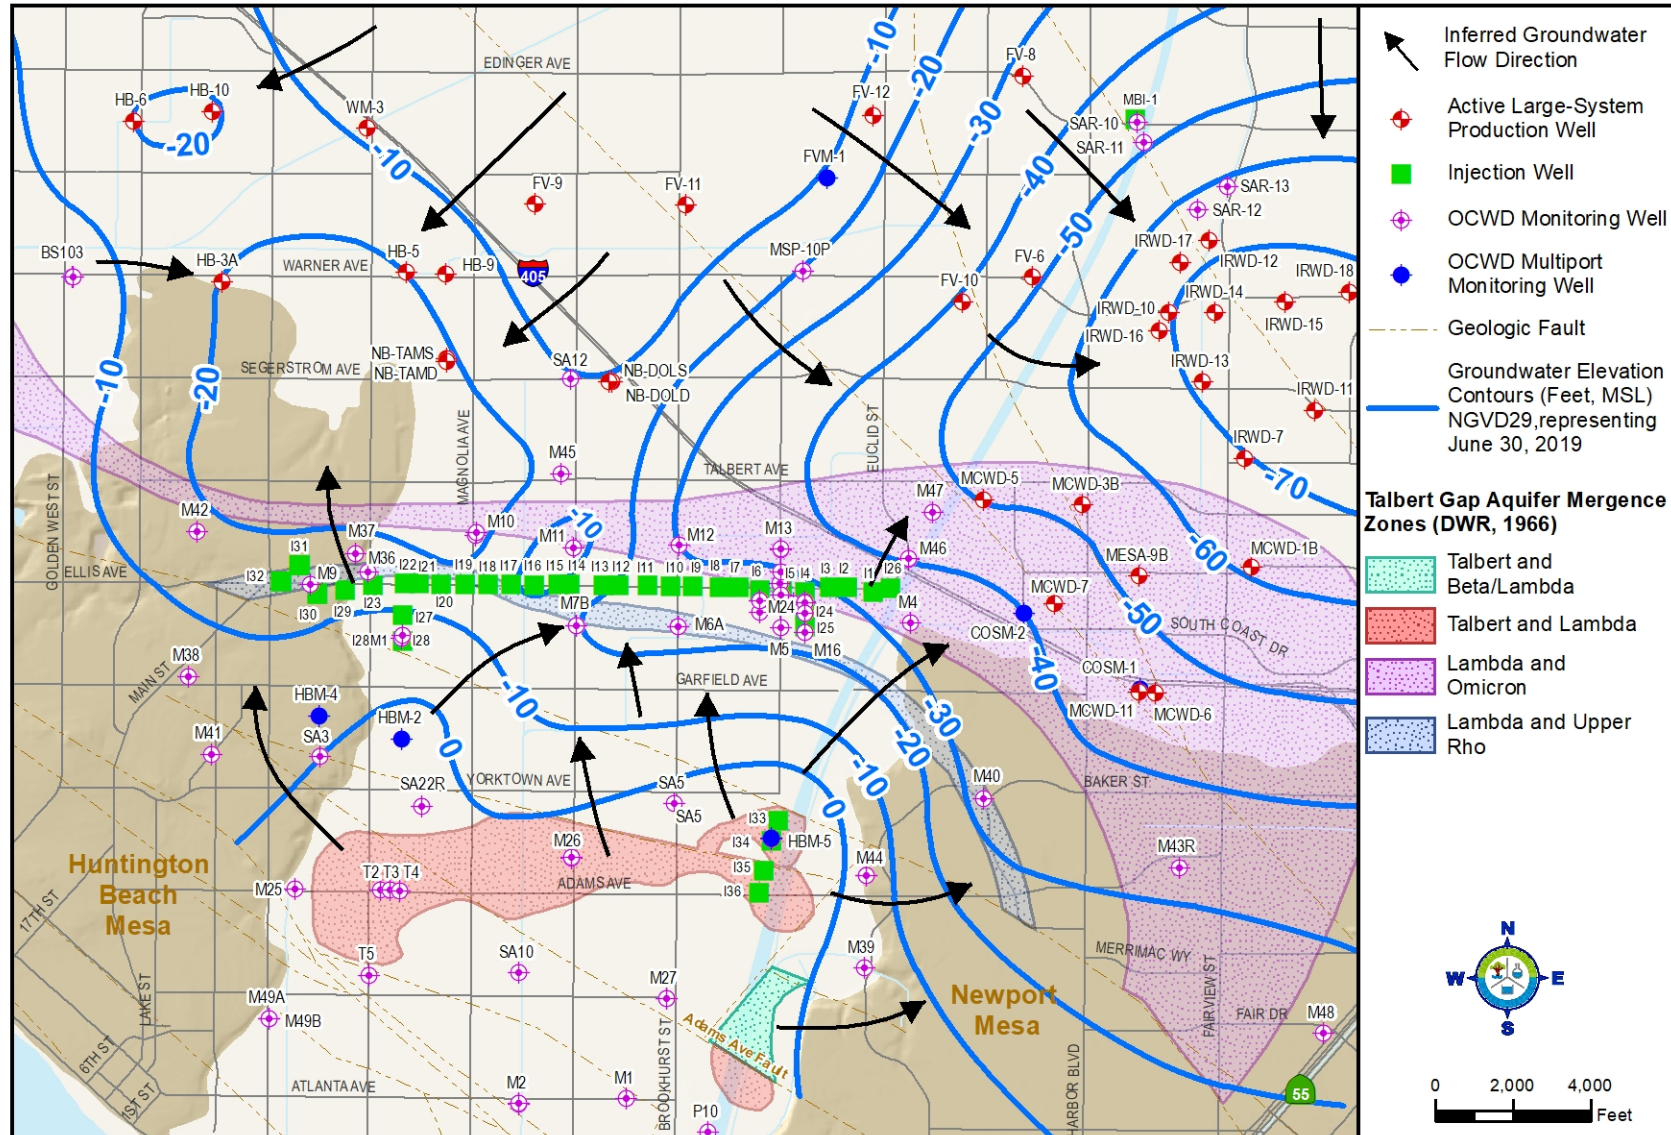 EDINGER AVE
-10
-20
-30
FV-8
HB-6
HB-10
-20
WM-3
-10
FV-12
MBI-1
SAR-10
SAR-11
FVM-1
-40
FV-9
FV-11
SAR-13
SAR-12
-50
BS103
HB-3A
WARNER AVE
HB-5
HB-9
405
MSP-10P
FV-6
FV-10
IRWD-17
IRWD-12
IRWD-18
IRWD-10
IRWD-14
IRWD-16
IRWD-15
-10
-20
SEGERSTROM AVE
NB-TAMS
NB-TAMD
SA12
NB-DOLS
NB-DOLD
IRWD-13
IRWD-11
MAGNOLIA AVE
EUCLID ST
IRWD-7
-70
GOLDEN WEST ST
M45
TALBERT AVE
MCWD-5
MCWD-3B
M42
M37
M10
-10
M11
M12
M13
M47
M46
-60
MCWD-1B
MESA-9B
ELLIS AVE
I31
I32
M9
M36
I22
I21
I19
I18
I17
I16
I15
I14
I13
I12
I11
I10
I9
I8
I7
I6
I5
I4
I3
I2
I1
I26
I30
I29
I23
I20
I27
I28M1
I28
M7B
M6A
M24
I24
I25
M5
M16
M4
MCWD-7
COSM-2
-50
SOUTH COAST DR
M38
MAIN ST
HBM-4
HBM-2
-10
GARFIELD AVE
-40
COSM-1
MCWD-11
MCWD-6
M41
SA3
0
-30
-20
-10
YORKTOWN AVE
SA22R
SA5
SA5
0
M40
BAKER ST
I33
I34
HBM-5
I35
I36
M26
ADAMS AVE
M44
M43R
Huntington
Beach
Mesa
M25
T2
T3
T4
17TH ST
T5
SA10
M27
M39
MERRIMAC WY
Newport
Mesa
FAIRVIEW ST
FAIR DR
M48
LAKE ST
M49A
M49B
Adams Ave Fault
BROOKHURST ST
6TH ST
1ST ST
ATLANTA AVE
M2
M1
P10
HARBOR BLVD
55
Inferred Groundwater
Flow Direction
Active Large-System
Production Well
Injection Well
OCWD Monitoring Well
OCWD Multiport
Monitoring Well
Geologic Fault
Groundwater Elevation
Contours (Feet, MSL)
NGVD29,representing
June 30, 2019
Talbert Gap Aquifer Mergence
Zones (DWR, 1966)
Talbert and
Beta/Lambda
Talbert and Lambda
Lambda and
Omicron
Lambda and Upper
Rho
N
W
E
S
0
2,000
4,000
Feet